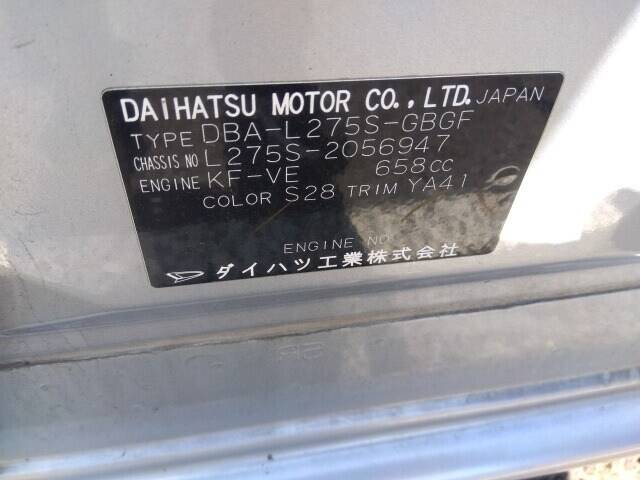 DAIHATSU MOTOR CO., LTD. JAPAN
TYPE DBA-L275S-GBGF
CHASSIS NO L275S-2056947
ENGINE KF-VE 658CC
COLOR S28 TRIM YA41
ENGINE NO
ダイハツ工業株式会社